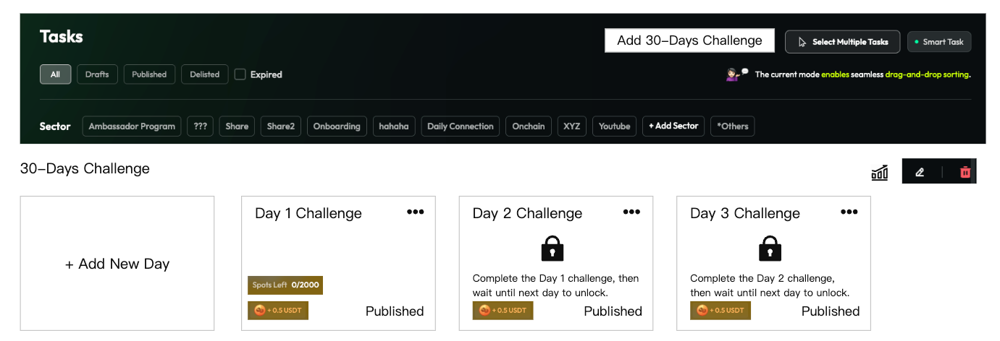 Tasks
Add 30-Days Challenge
Select Multiple Tasks
Smart Task
All
Drafts
Published
Delisted
Expired
The current mode enables seamless drag-and-drop sorting.
Sector
Ambassador Program
???
Share
Share2
Onboarding
hahaha
Daily Connection
Onchain
XYZ
Youtube
+ Add Sector
*Others
30-Days Challenge
+ Add New Day
Day 1 Challenge
Spots Left 0/2000
+ 0.5 USDT
Published
Day 2 Challenge
Complete the Day 1 challenge, then
wait until next day to unlock.
+ 0.5 USDT
Published
Day 3 Challenge
Complete the Day 2 challenge,
then wait until next day to unlock.
+ 0.5 USDT
Published